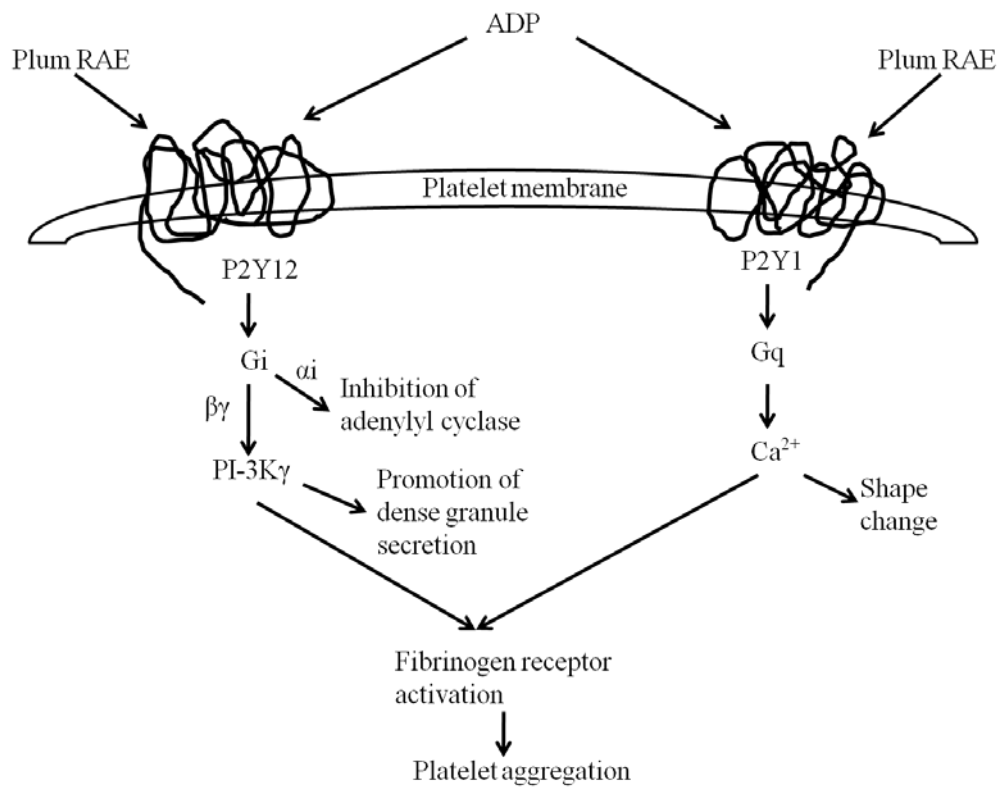 ADP
Plum RAE
Plum RAE
Platelet membrane
P2Y12
P2Y1
Gi
Gq
αi
Inhibition of
adenylyl cyclase
βγ
PI-3Kγ
Ca²⁺
Promotion of
dense granule
secretion
Shape
change
Fibrinogen receptor
activation
Platelet aggregation